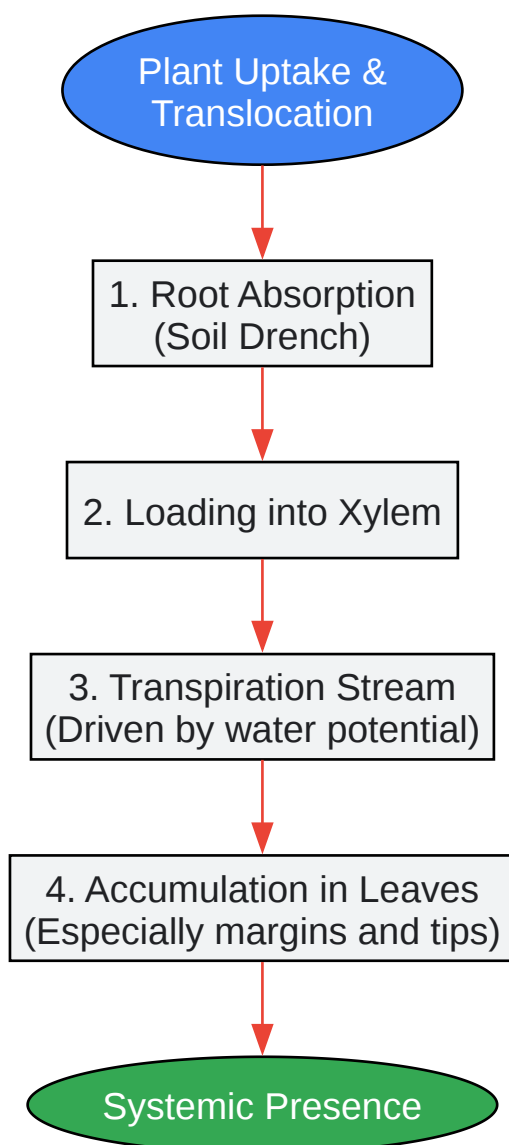 Plant Uptake &
Translocation
1. Root Absorption
(Soil Drench)
2. Loading into Xylem
3. Transpiration Stream
(Driven by water potential)
4. Accumulation in Leaves
(Especially margins and tips)
Systemic Presence